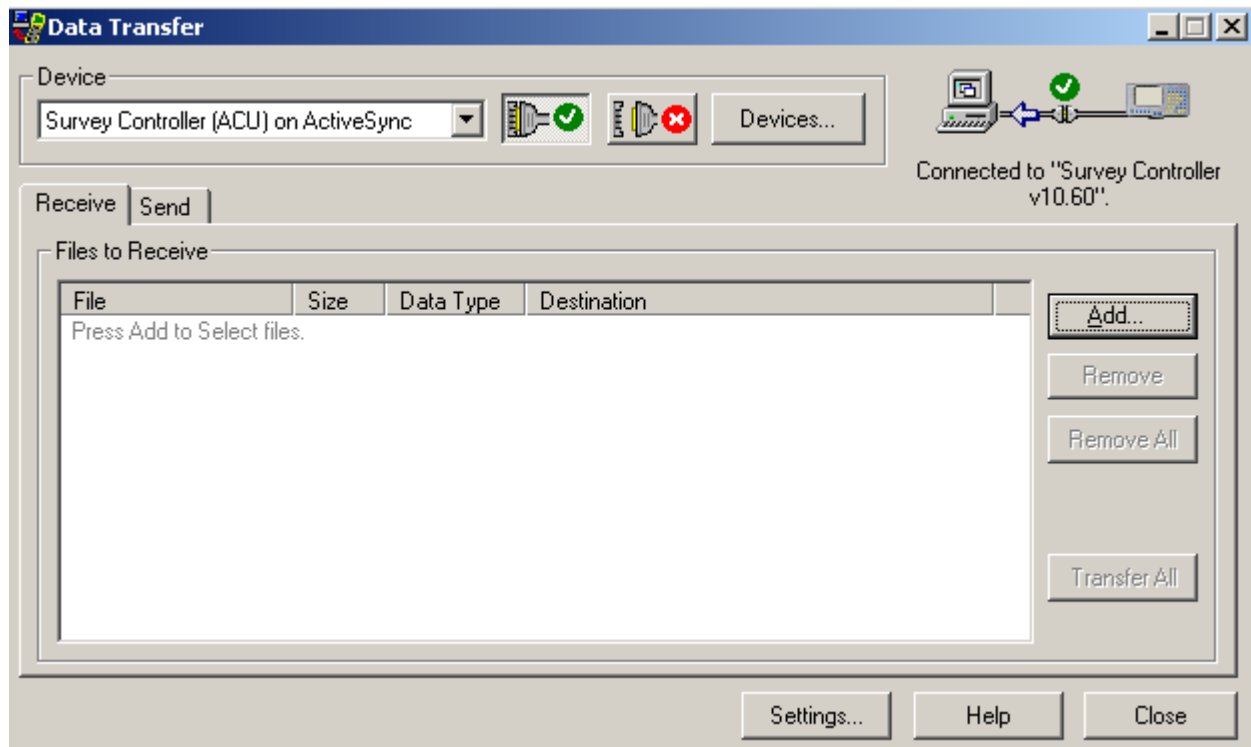 Data Transfer
Device
Survey Controller (ACU) on ActiveSync
Devices...
Connected to "Survey Controller
v10.60".
Receive
Send
Files to Receive
File Size Data Type Destination
Press Add to Select files.
Add...
Remove
Remove All
Transfer All
Settings...
Help
Close